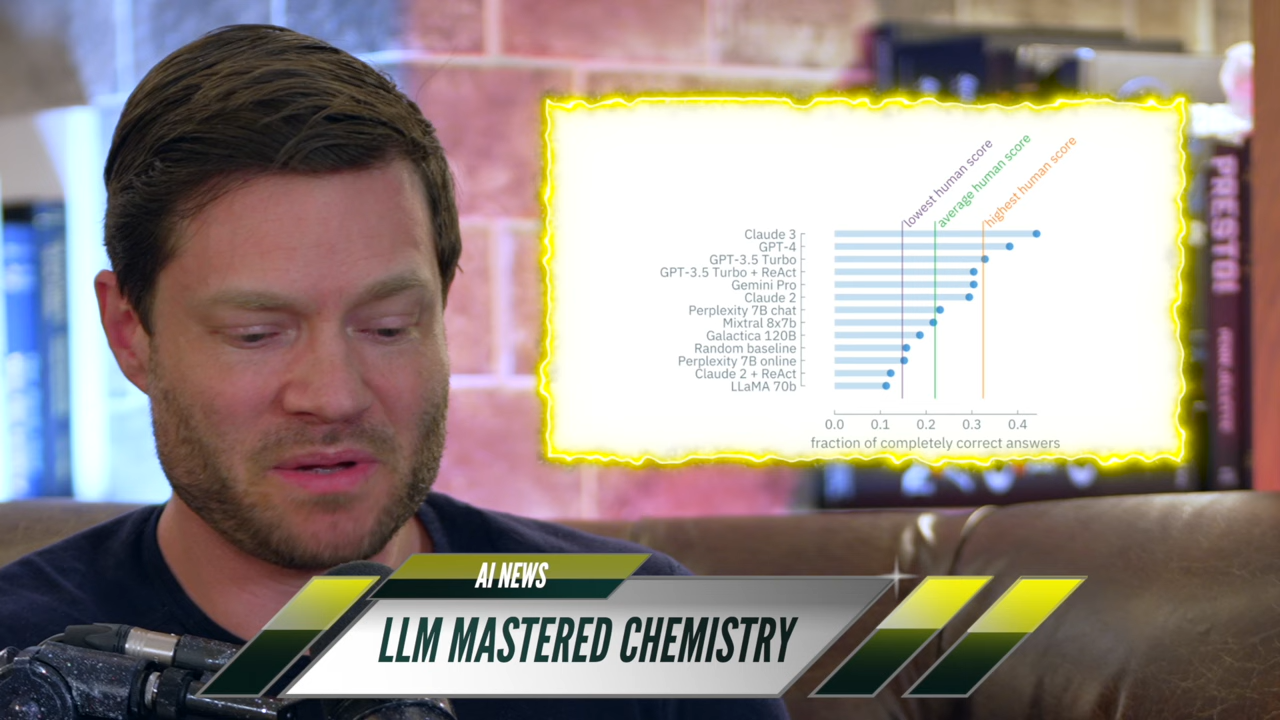 lowest human score
average human score
highest human score
Claude 3
GPT-4
GPT-3.5 Turbo
GPT-3.5 Turbo + ReAct
Gemini Pro
Claude 2
Perplexity 7B chat
Mixtral 8x7b
Galactica 120B
Random baseline
Perplexity 7B online
Claude 2 + ReAct
LLaMA 70b
0.0 0.1 0.2 0.3 0.4
fraction of completely correct answers
PRESTO!
AI NEWS
LLM MASTERED CHEMISTRY